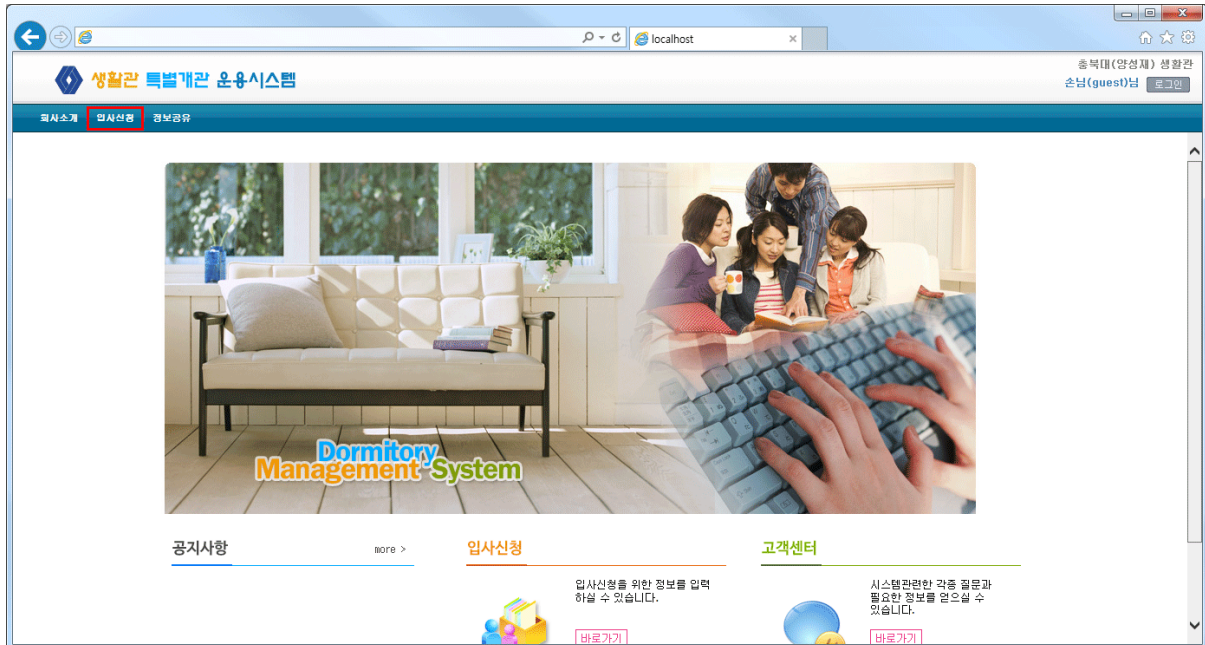 localhost
충북대(양성재) 생활관
생활관 특별개관 운용시스템
손님(guest)님 로그인
회사소개 입사신청 정보공유
Dormitory
Management System
공지사항 more >
입사신청
고객센터
입사신청을 위한 정보를 입력
하실 수 있습니다.
바로가기
시스템관련한 각종 질문과
필요한 정보를 얻으실 수
있습니다.
바로가기